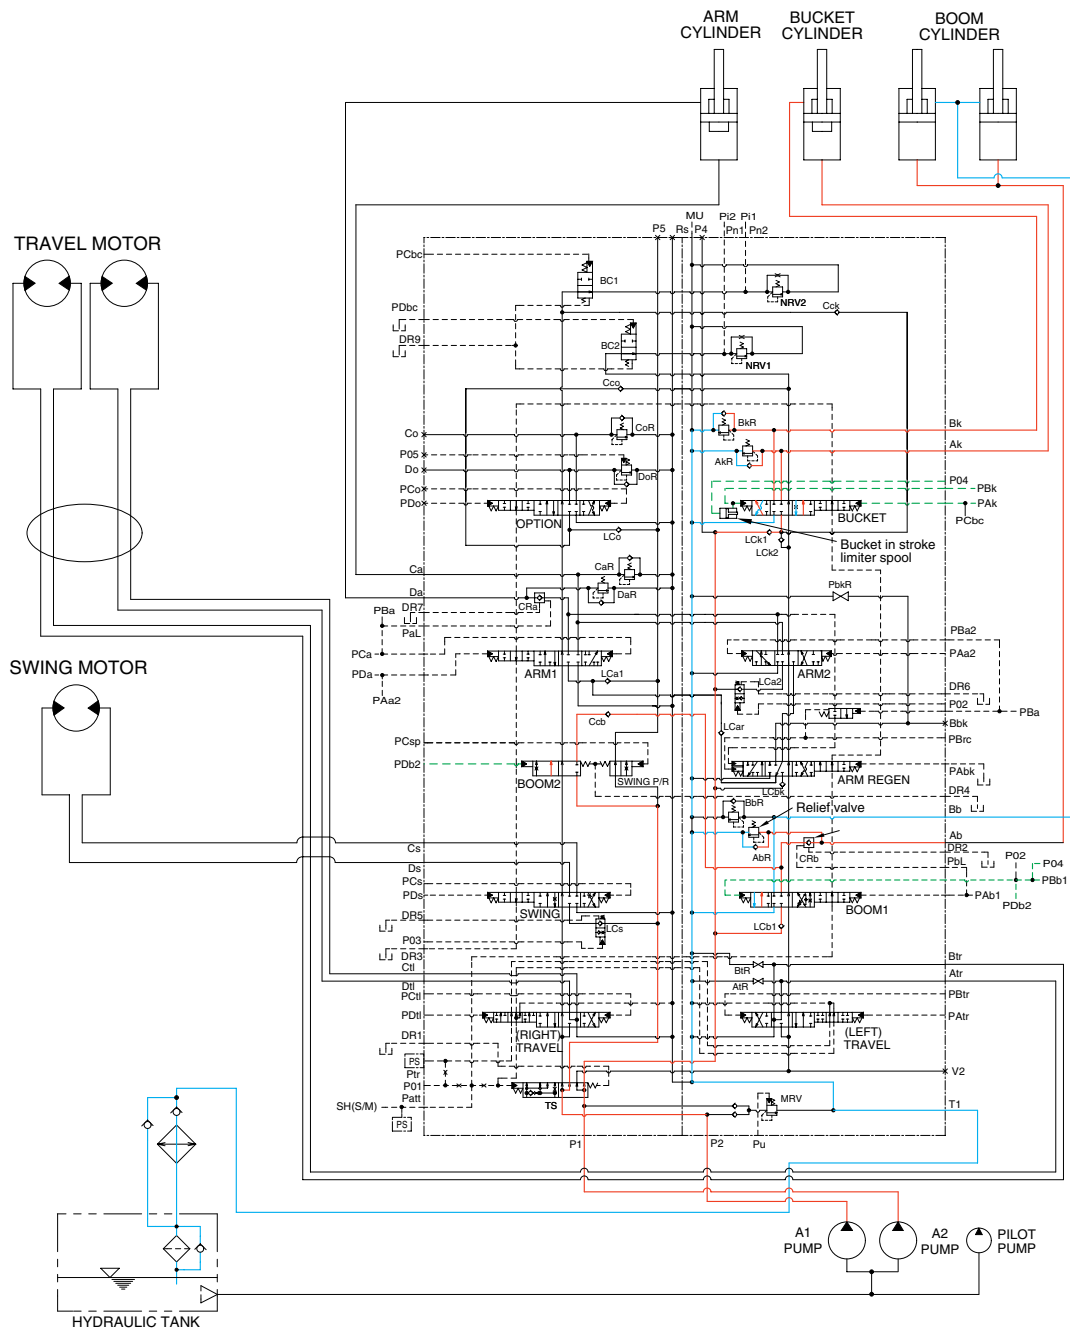 ARM
CYLINDER
BUCKET
CYLINDER
BOOM
CYLINDER
TRAVEL MOTOR
SWING MOTOR
P5
Rs
MU
P4
Pi2
Pn1
Pi1
Pn2
PCbc
BC1
NRV2
Cck
PDbc
DR9
BC2
NRV1
Cco
Co
CoR
BkR
Bk
P05
AkR
Ak
Do
DoR
PCo
P04
PBk
PDo
OPTION
BUCKET
PAk
PCbc
LCo
LCk1
LCk2
Bucket in stroke
limiter spool
Ca
CaR
Da
DaR
PbkR
CRa
PBa
DR7
PaL
PBa2
PCa
PAa2
PDa
ARM1
ARM2
PAa2
LCa1
LCa2
DR6
P02
PBa
Ccb
LCar
Bbk
PCsp
PBrc
PDb2
BOOM2
SWING P/R
ARM REGEN
PAbk
LCbk
DR4
BbR
Relief valve
Bb
AbR
CRb
Ab
DR2
PbL
P02
P04
Cs
Ds
PCs
PBb1
PDs
SWING
BOOM1
PAb1
PDb2
DR5
LCs
LCb1
P03
DR3
Ctl
BtR
Btr
Dtl
AtR
Atr
PCtl
PBtr
PDtl
(RIGHT)
TRAVEL
(LEFT)
TRAVEL
PAtr
DR1
PS
Ptr
P01
V2
Patt
TS
MRV
SH(S/M)
T1
PS
P1
P2
Pu
A1
PUMP
A2
PUMP
PILOT
PUMP
HYDRAULIC TANK